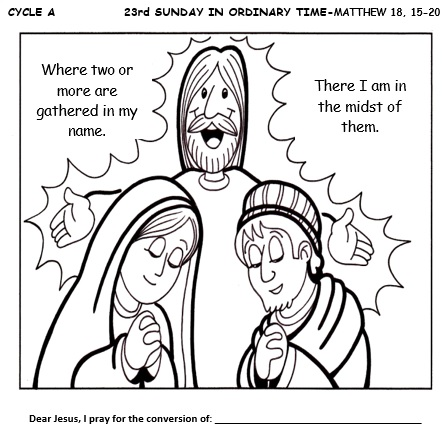 CYCLE A 23rd SUNDAY IN ORDINARY TIME-MATTHEW 18, 15-20
Where two or
more are
gathered in my
name.
There I am in
the midst of
them.
Dear Jesus, I pray for the conversion of: